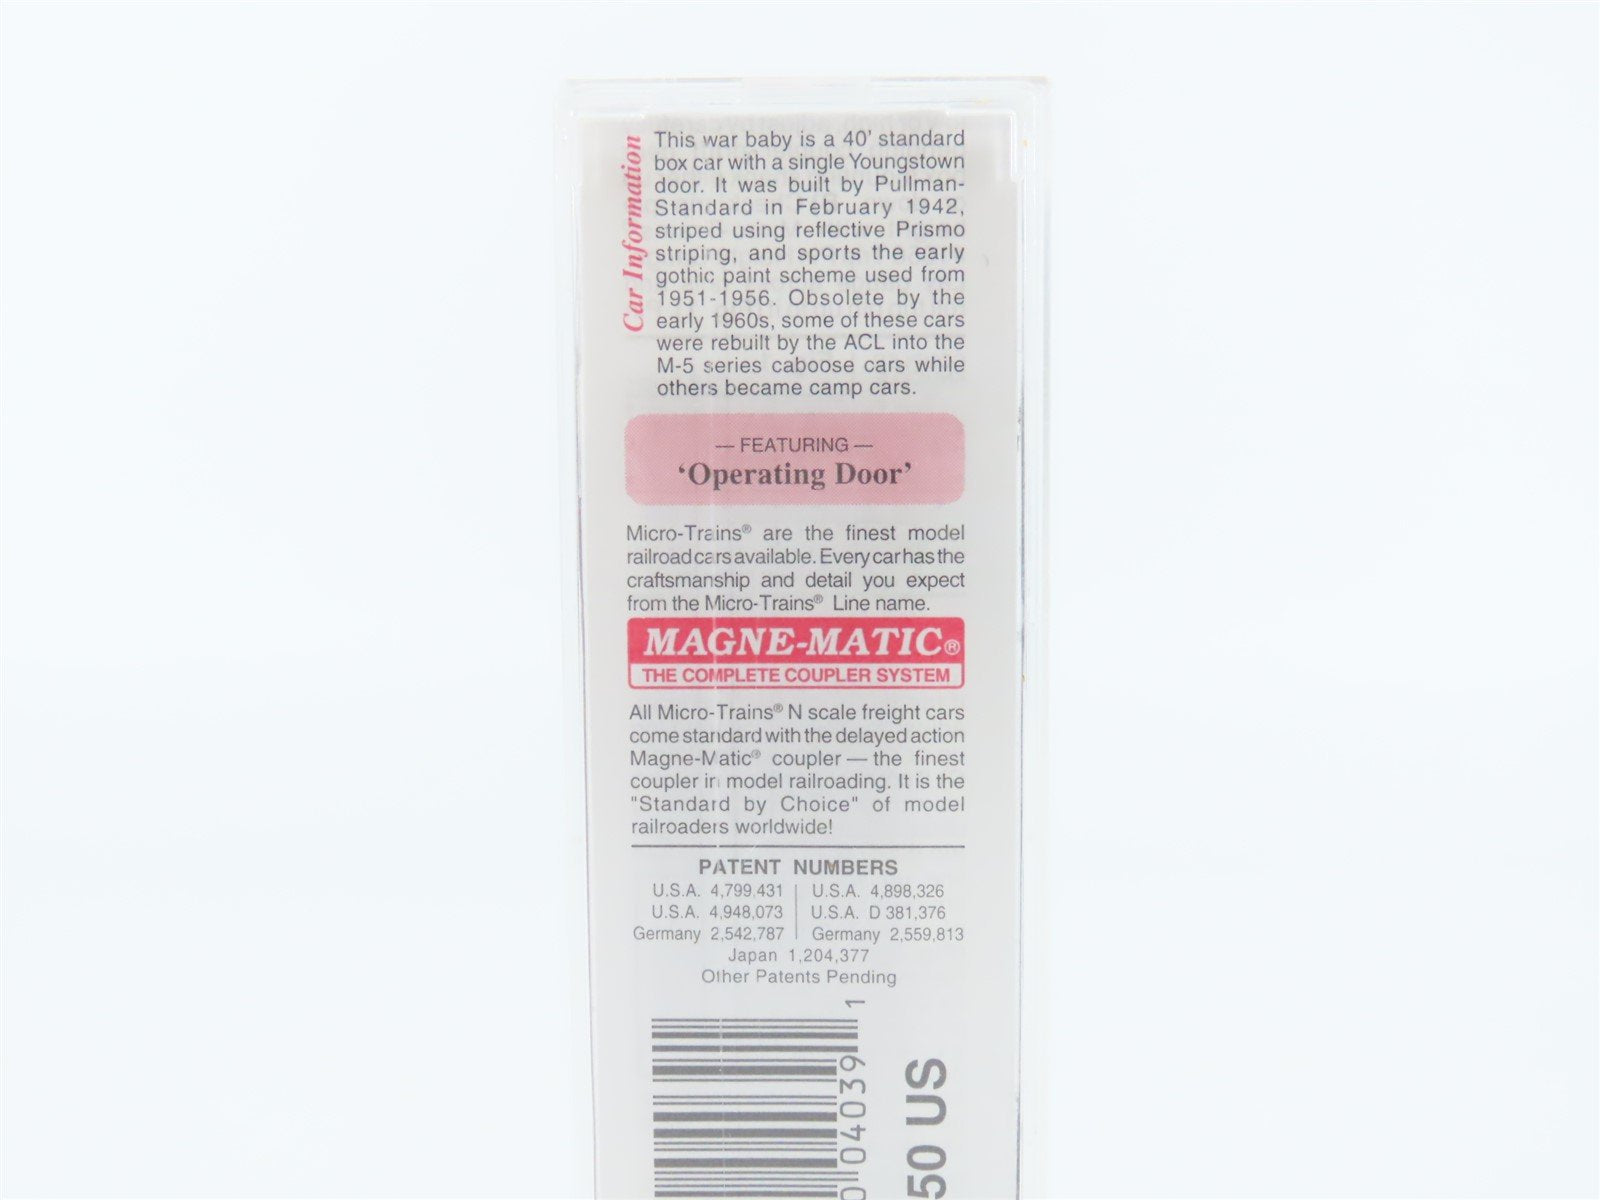 Car Information
This war baby is a 40' standard
box car with a single Youngstown
door. It was built by Pullman-
Standard in February 1942,
striped using reflective Prismo
striping, and sports the early
gothic paint scheme used from
1951-1956. Obsolete by the
early 1960s, some of these cars
were rebuilt by the ACL into the
M-5 series caboose cars while
others became camp cars.
— FEATURING —
‘Operating Door’
Micro-Trains® are the finest model
railroad cars available. Every car has the
craftsmanship and detail you expect
from the Micro-Trains® Line name.
MAGNE-MATIC®
THE COMPLETE COUPLER SYSTEM
All Micro-Trains® N scale freight cars
come standard with the delayed action
Magne-Matic® coupler — the finest
coupler in model railroading. It is the
"Standard by Choice" of model
railroaders worldwide!
PATENT NUMBERS
U.S.A. 4,799,431 | U.S.A. 4,898,326
U.S.A. 4,948,073 | U.S.A. D 381,376
Germany 2,542,787 | Germany 2,559,813
Japan 1,204,377
Other Patents Pending
04039 1
50 US